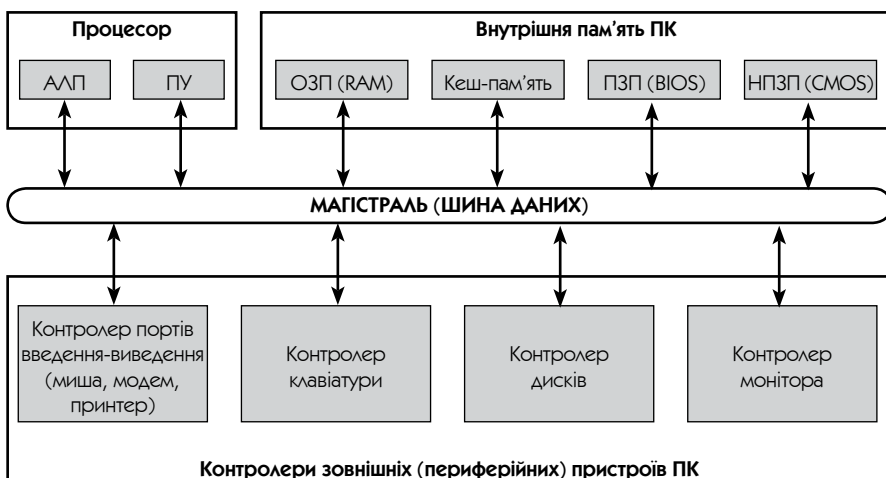 Процесор
Внутрішня пам’ять ПК
АЛП
ПУ
ОЗП (RAM)
Кеш-пам’ять
ПЗП (BIOS)
НПЗП (CMOS)
МАГІСТРАЛЬ (ШИНА ДАНИХ)
Контролер портів
введення-виведення
(миша, модем,
принтер)
Контролер
клавіатури
Контролер
дисків
Контролер
монітора
Контролери зовнішніх (периферійних) пристроїв ПК